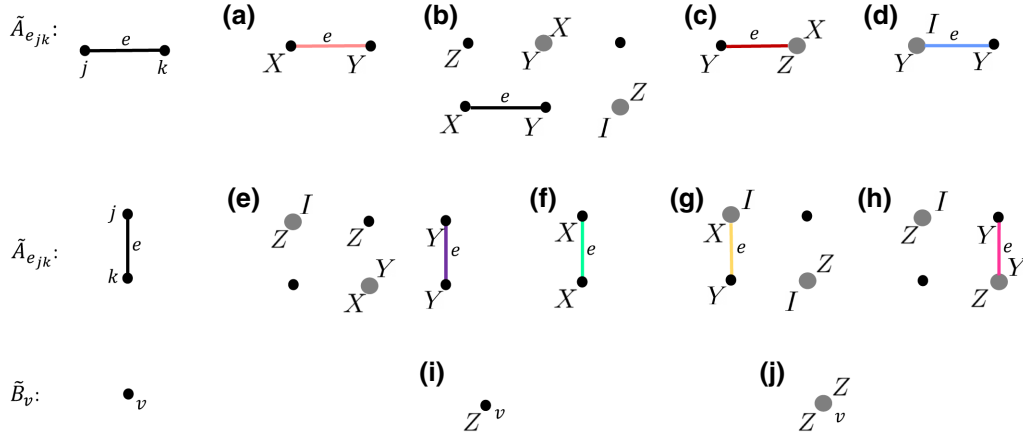 Ã_{e_{jk}}:
e
j k
(a)
e
X Y
(b)
Z Y X
e
X Y I Z
(c)
e X
Y Z
(d)
I e
Y Y
Ã_{e_{jk}}:
j
e
k
(e)
I
Z Z Y
e
Y
X Y
(f)
X
e
X
(g)
I
X
e
Y Z
I
(h)
I
Z Y
e
Y
Z
B̃_v:
v
(i)
Z v
(j)
Z
Z v